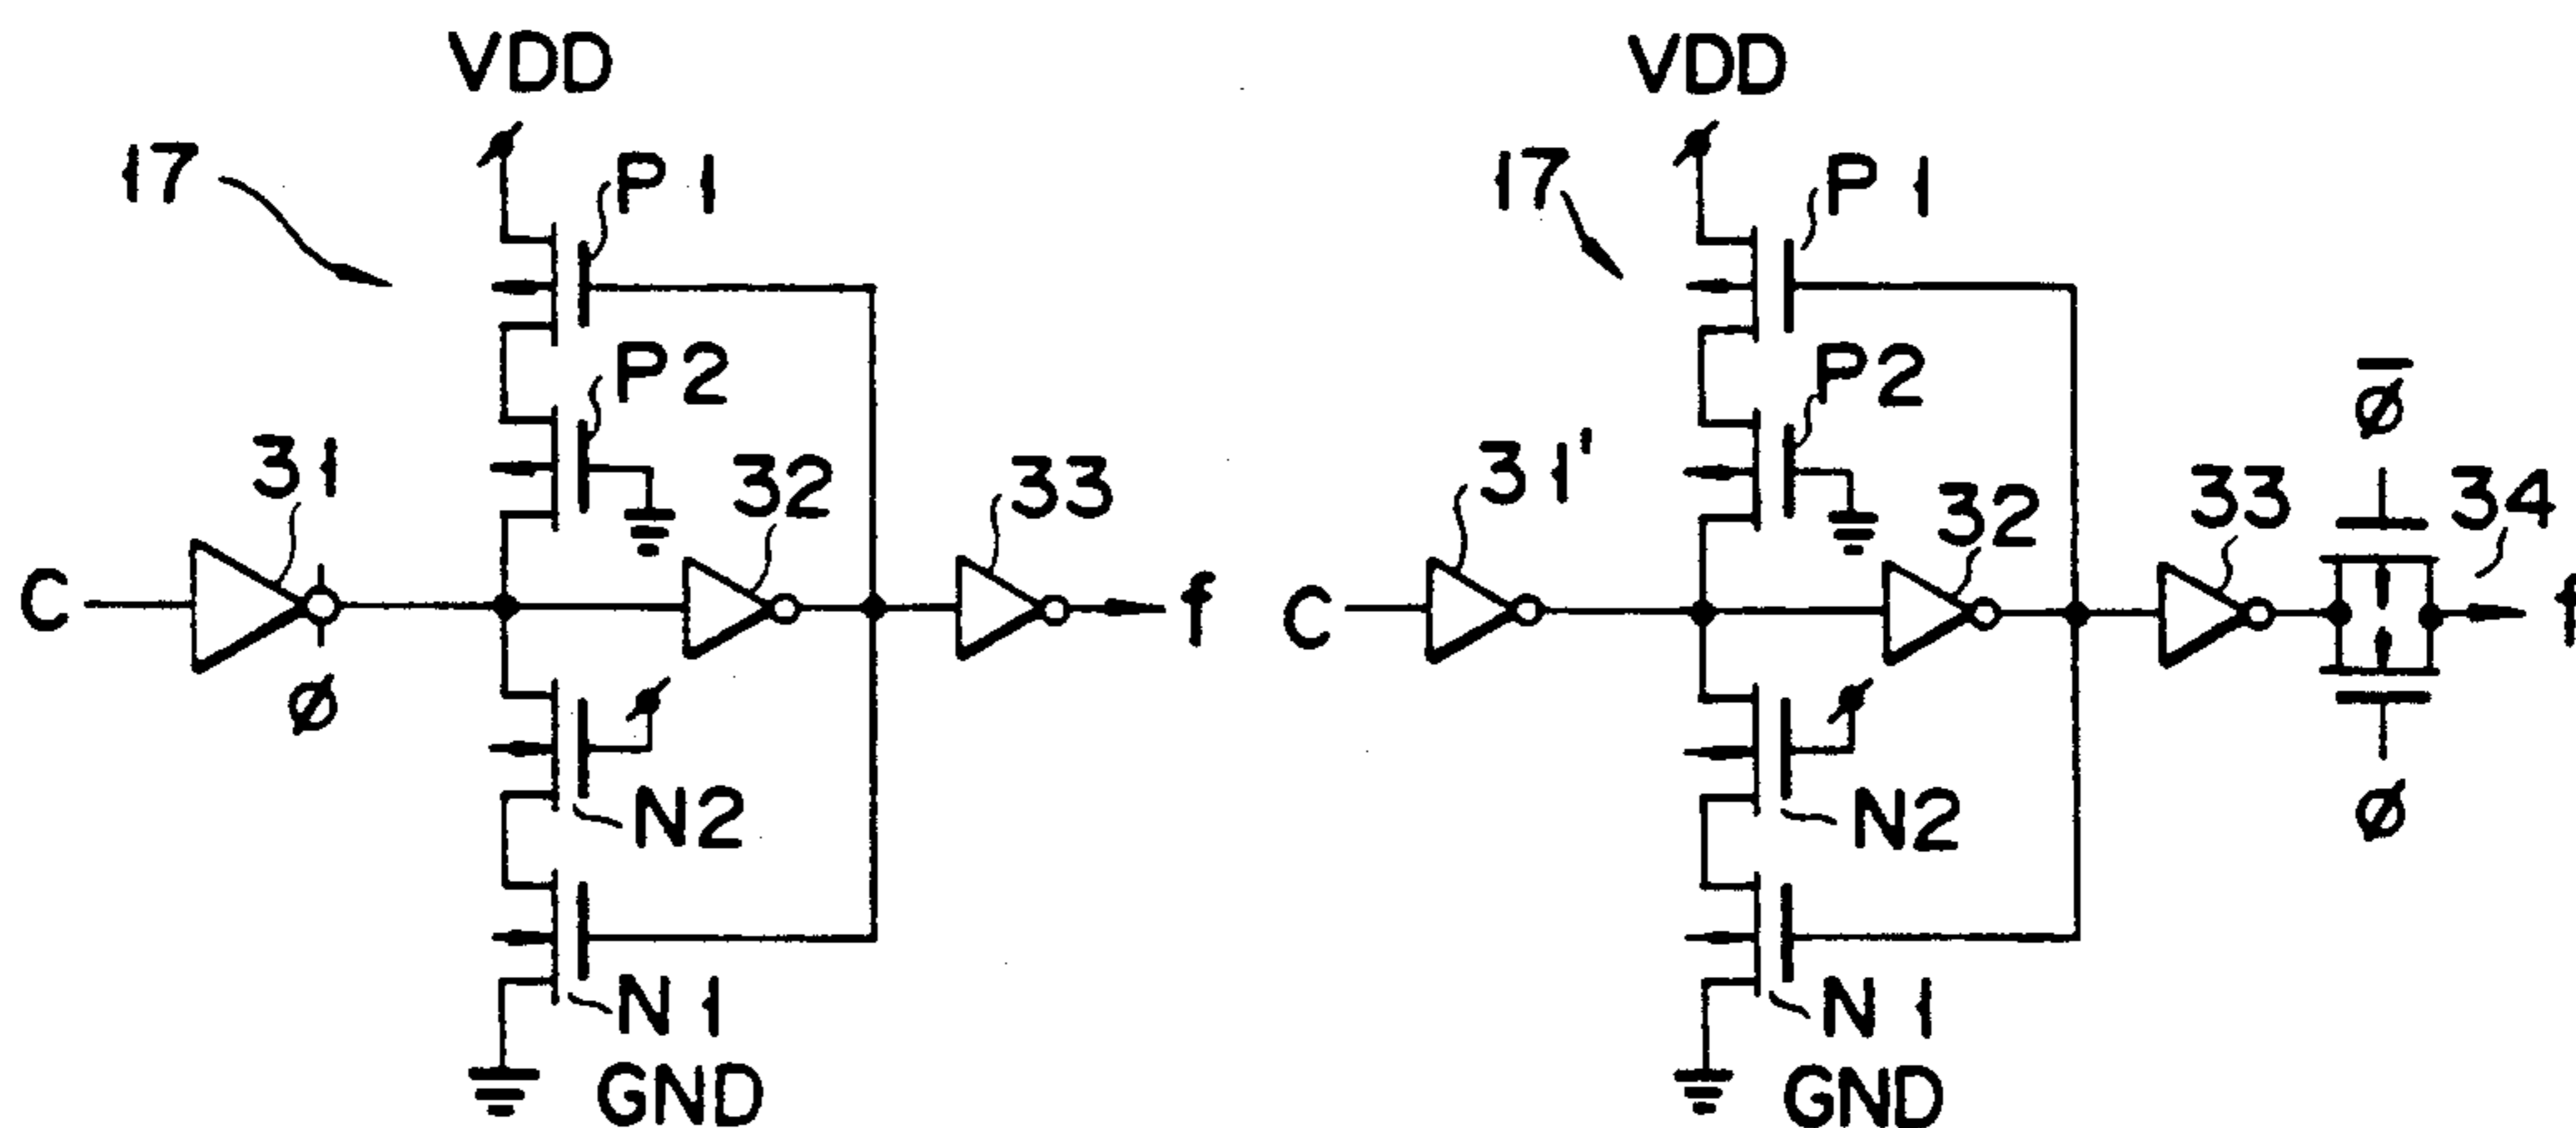 VDD
17
P1
P2
31
32
33
C
f
φ
N2
N1
GND
VDD
17
P1
P2
31'
32
33
34
C
f
φ̅
φ
N2
N1
GND